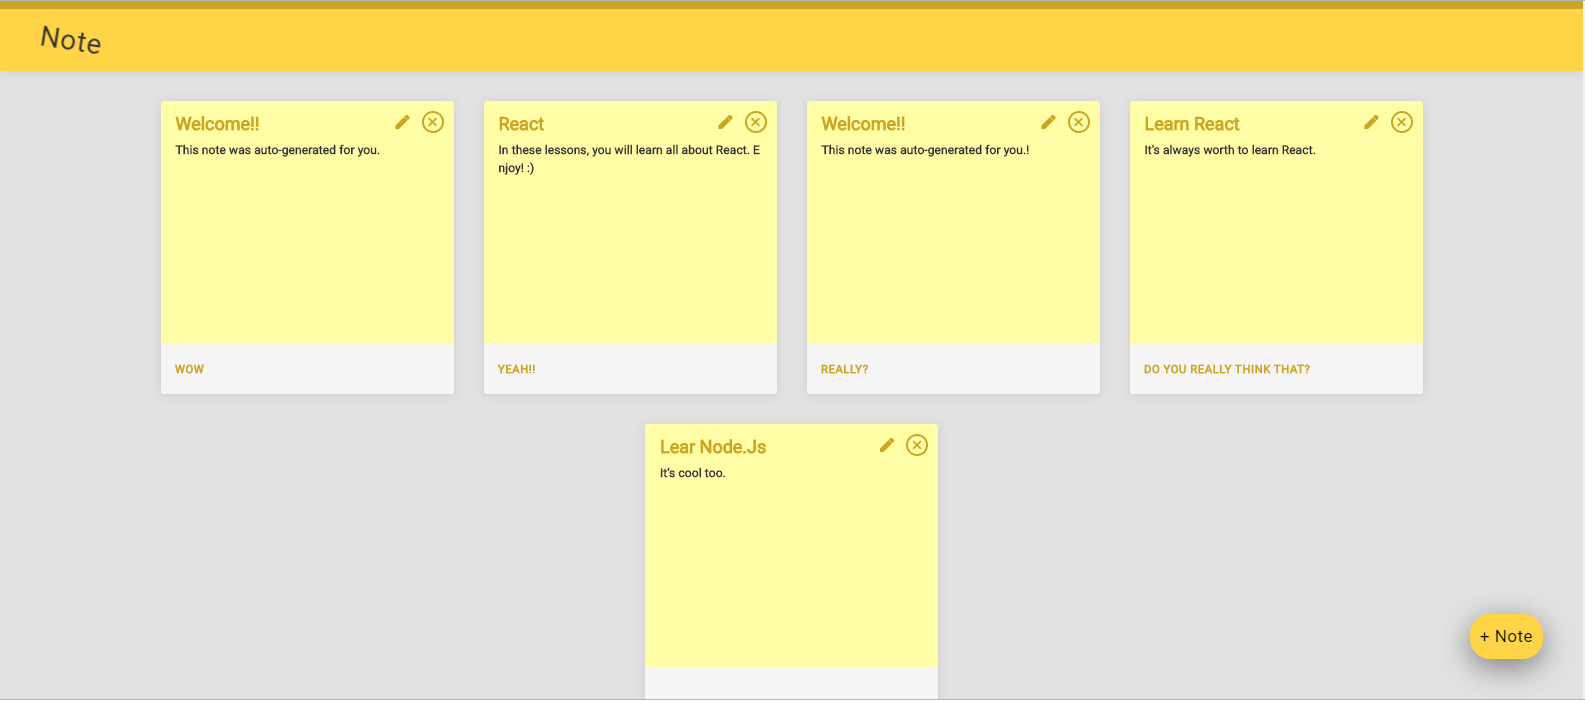 Note
Welcome!!
This note was auto-generated for you.
WOW
React
In these lessons, you will learn all about React. E
njoy! :)
YEAH!!
Welcome!!
This note was auto-generated for you.!
REALLY?
Learn React
It's always worth to learn React.
DO YOU REALLY THINK THAT?
Lear Node.Js
It's cool too.
+ Note